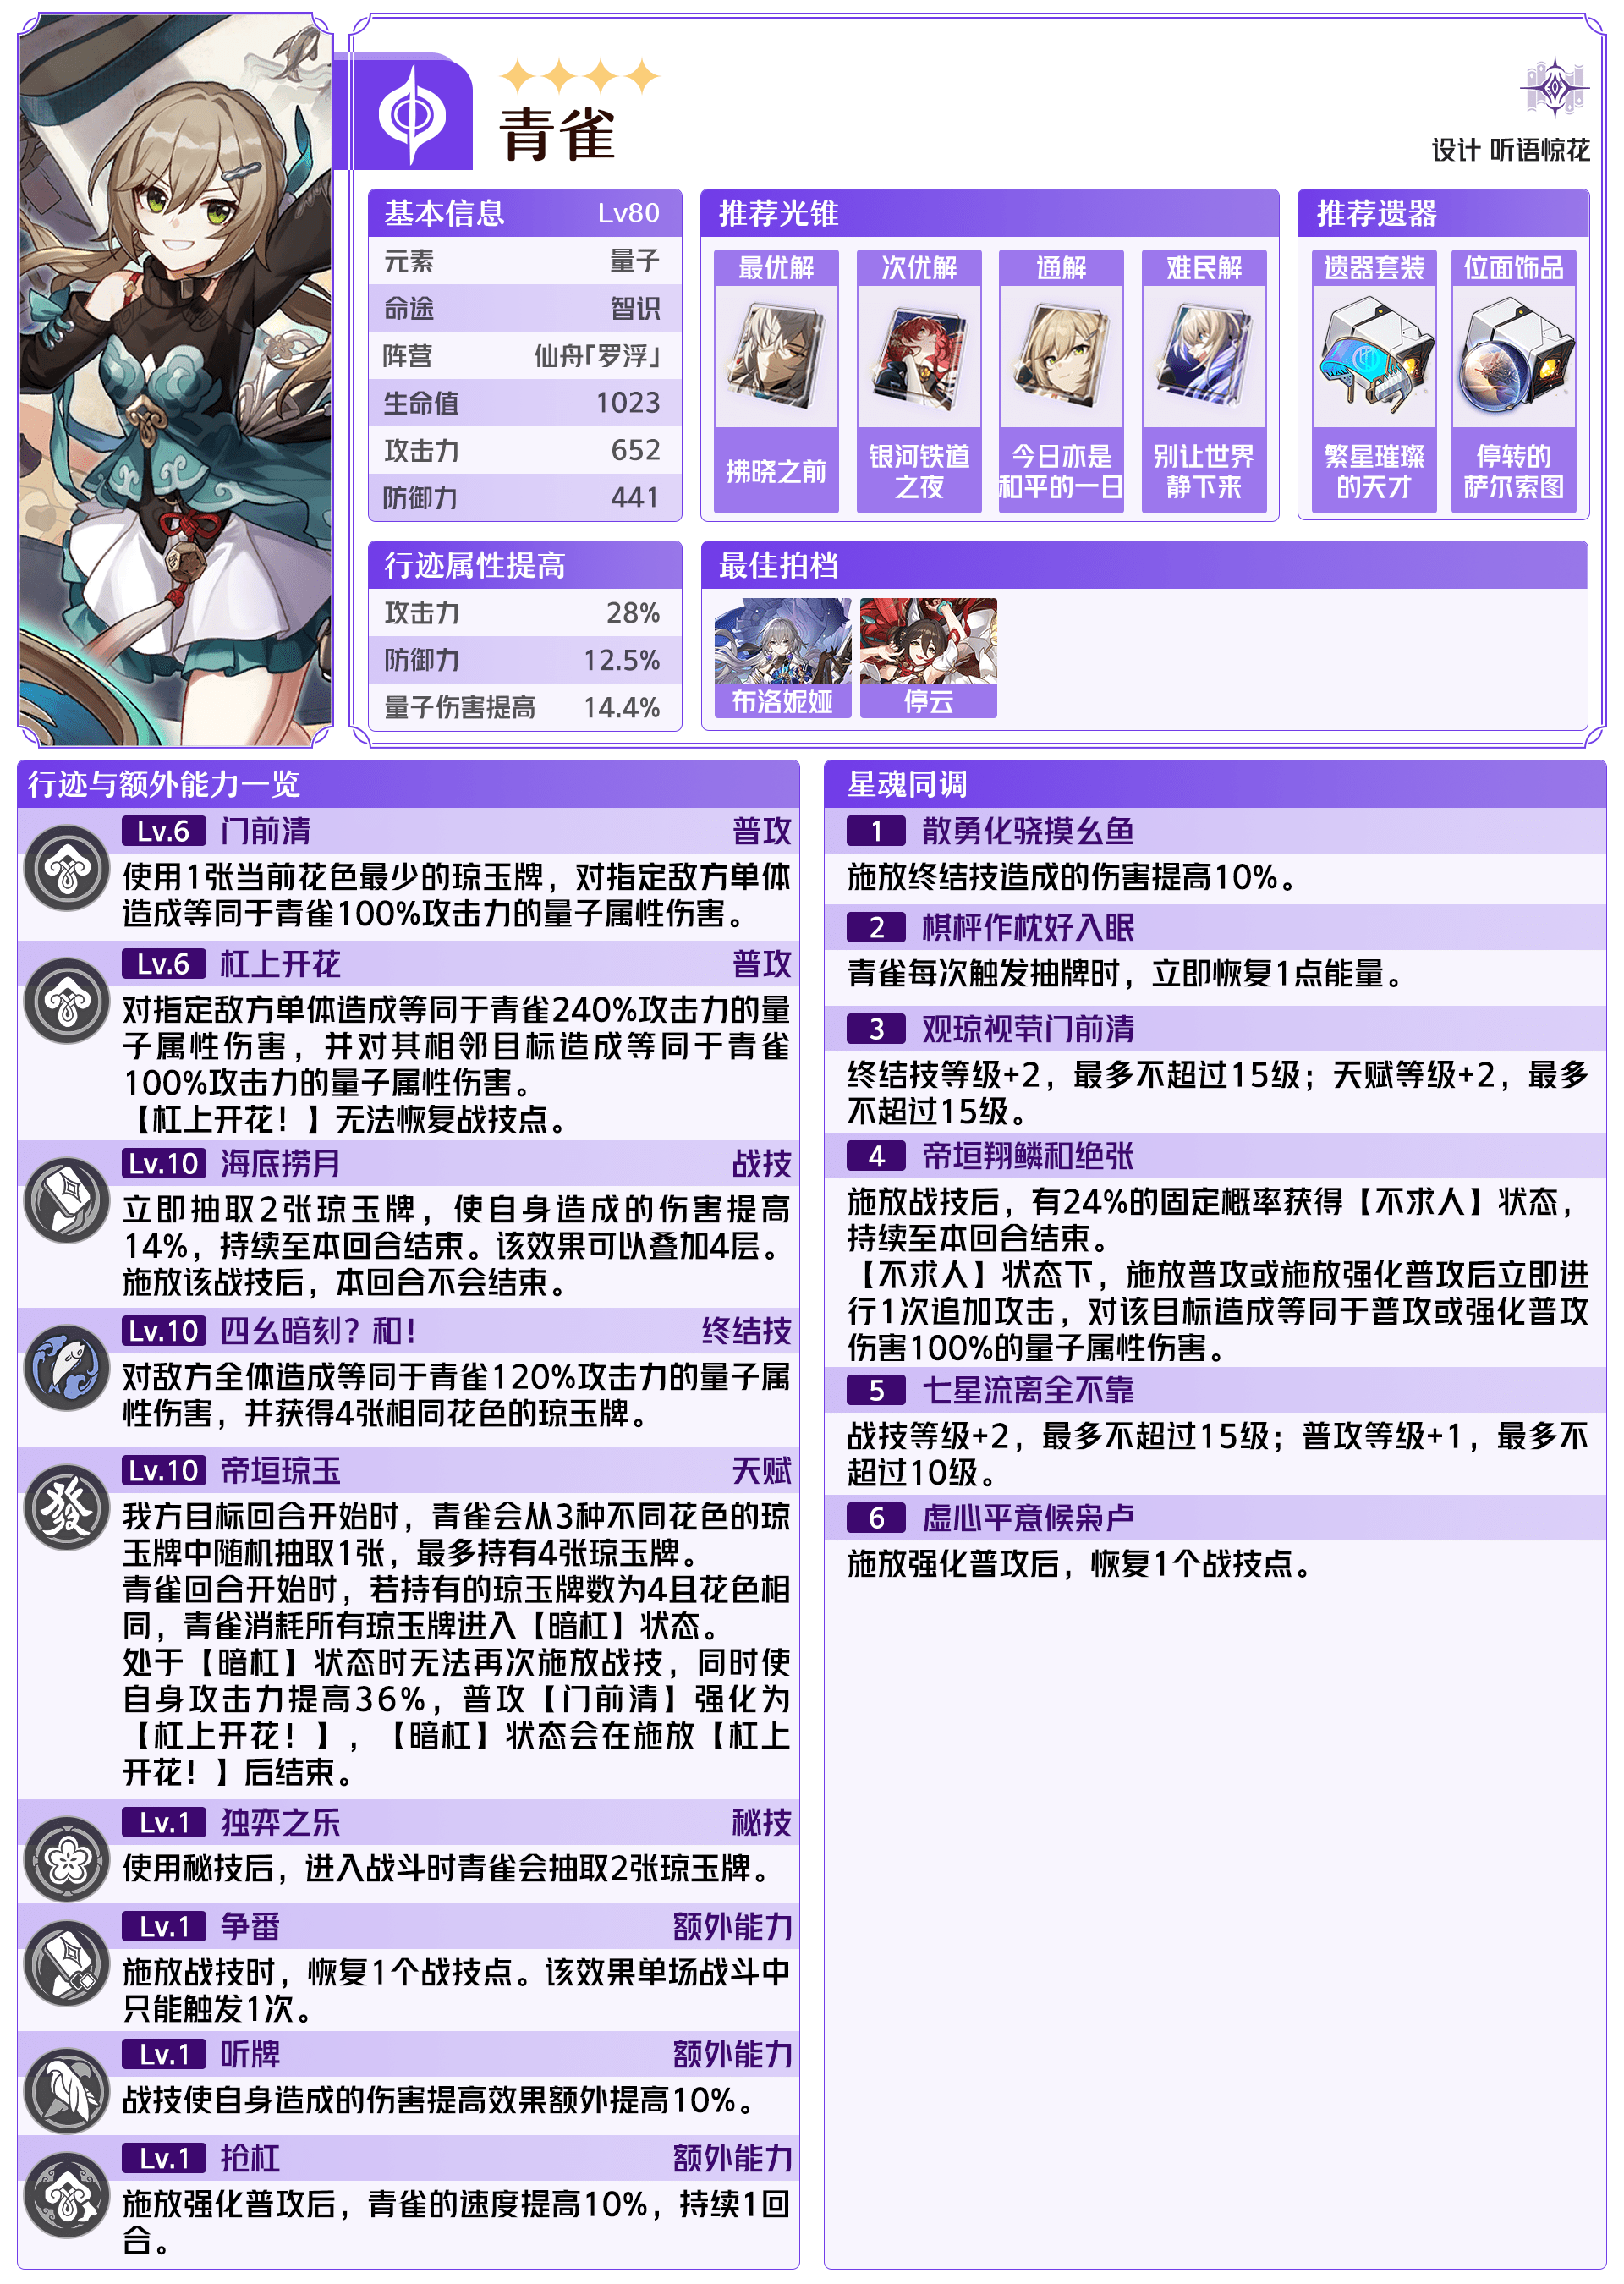 青雀
设计 听语惊花
基本信息 Lv80
元素 量子
命途 智识
阵营 仙舟「罗浮」
生命值 1023
攻击力 652
防御力 441
推荐光锥
最优解 次优解 通解 难民解
拂晓之前
银河铁道
之夜
今日亦是
和平的一日
别让世界
静下来
推荐遗器
遗器套装 位面饰品
繁星璀璨
的天才
停转的
萨尔索图
行迹属性提高
攻击力 28%
防御力 12.5%
量子伤害提高 14.4%
最佳拍档
布洛妮娅 停云
行迹与额外能力一览
Lv.6 门前清 普攻
使用1张当前花色最少的琼玉牌，对指定敌方单体
造成等同于青雀100%攻击力的量子属性伤害。
Lv.6 杠上开花 普攻
对指定敌方单体造成等同于青雀240%攻击力的量
子属性伤害，并对其相邻目标造成等同于青雀
100%攻击力的量子属性伤害。
【杠上开花！】无法恢复战技点。
Lv.10 海底捞月 战技
立即抽取2张琼玉牌，使自身造成的伤害提高
14%，持续至本回合结束。该效果可以叠加4层。
施放该战技后，本回合不会结束。
Lv.10 四幺暗刻？和！ 终结技
对敌方全体造成等同于青雀120%攻击力的量子属
性伤害，并获得4张相同花色的琼玉牌。
發
Lv.10 帝垣琼玉 天赋
我方目标回合开始时，青雀会从3种不同花色的琼
玉牌中随机抽取1张，最多持有4张琼玉牌。
青雀回合开始时，若持有的琼玉牌数为4且花色相
同，青雀消耗所有琼玉牌进入【暗杠】状态。
处于【暗杠】状态时无法再次施放战技，同时使
自身攻击力提高36%，普攻【门前清】强化为
【杠上开花！】，【暗杠】状态会在施放【杠上
开花！】后结束。
Lv.1 独弈之乐 秘技
使用秘技后，进入战斗时青雀会抽取2张琼玉牌。
Lv.1 争番 额外能力
施放战技时，恢复1个战技点。该效果单场战斗中
只能触发1次。
Lv.1 听牌 额外能力
战技使自身造成的伤害提高效果额外提高10%。
Lv.1 抢杠 额外能力
施放强化普攻后，青雀的速度提高10%，持续1回
合。
星魂同调
1 散勇化骁摸幺鱼
施放终结技造成的伤害提高10%。
2 棋枰作枕好入眠
青雀每次触发抽牌时，立即恢复1点能量。
3 观琼视茕门前清
终结技等级+2，最多不超过15级；天赋等级+2，最多
不超过15级。
4 帝垣翔鳞和绝张
施放战技后，有24%的固定概率获得【不求人】状态，
持续至本回合结束。
【不求人】状态下，施放普攻或施放强化普攻后立即进
行1次追加攻击，对该目标造成等同于普攻或强化普攻
伤害100%的量子属性伤害。
5 七星流离全不靠
战技等级+2，最多不超过15级；普攻等级+1，最多不
超过10级。
6 虚心平意候枭卢
施放强化普攻后，恢复1个战技点。